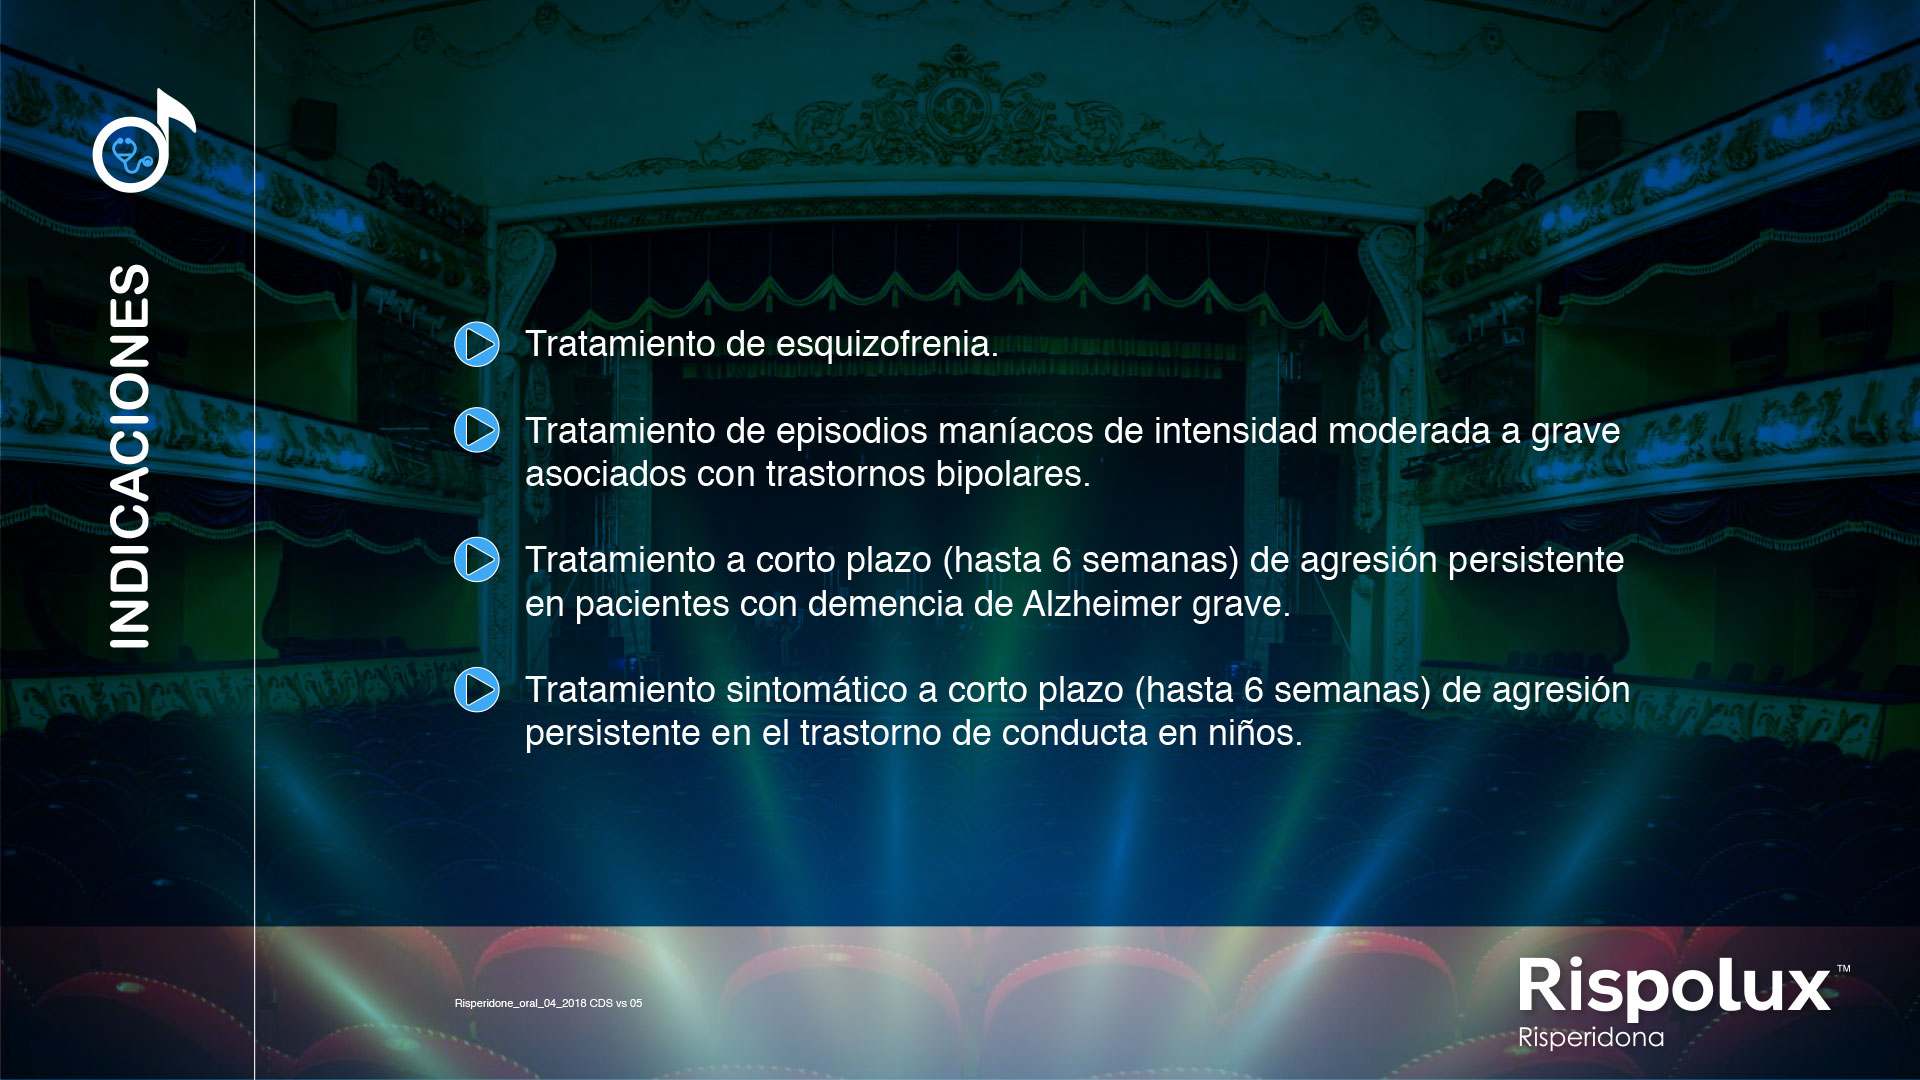 INDICACIONES
Tratamiento de esquizofrenia.
Tratamiento de episodios maníacos de intensidad moderada a grave
asociados con trastornos bipolares.
Tratamiento a corto plazo (hasta 6 semanas) de agresión persistente
en pacientes con demencia de Alzheimer grave.
Tratamiento sintomático a corto plazo (hasta 6 semanas) de agresión
persistente en el trastorno de conducta en niños.
Risperidone_oral_04_2018 CDS vs 05
Rispolux™
Risperidona